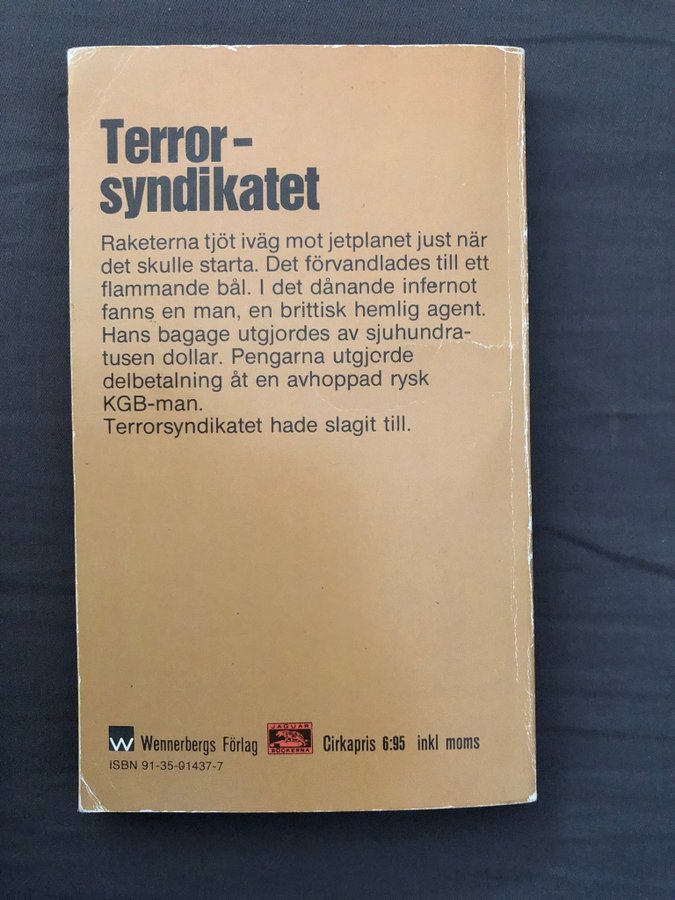 Terror-
syndikatet
Raketerna tjöt iväg mot jetplanet just när
det skulle starta. Det förvandlades till ett
flammande bål. I det dånande infernot
fanns en man, en brittisk hemlig agent.
Hans bagage utgjordes av sjuhundra-
tusen dollar. Pengarna utgjorde
delbetalning åt en avhoppad rysk
KGB-man.
Terrorsyndikatet hade slagit till.
W Wennerbergs Förlag JAGUAR BÖCKERNA Cirkapris 6:95 inkl moms
ISBN 91-35-01437-7